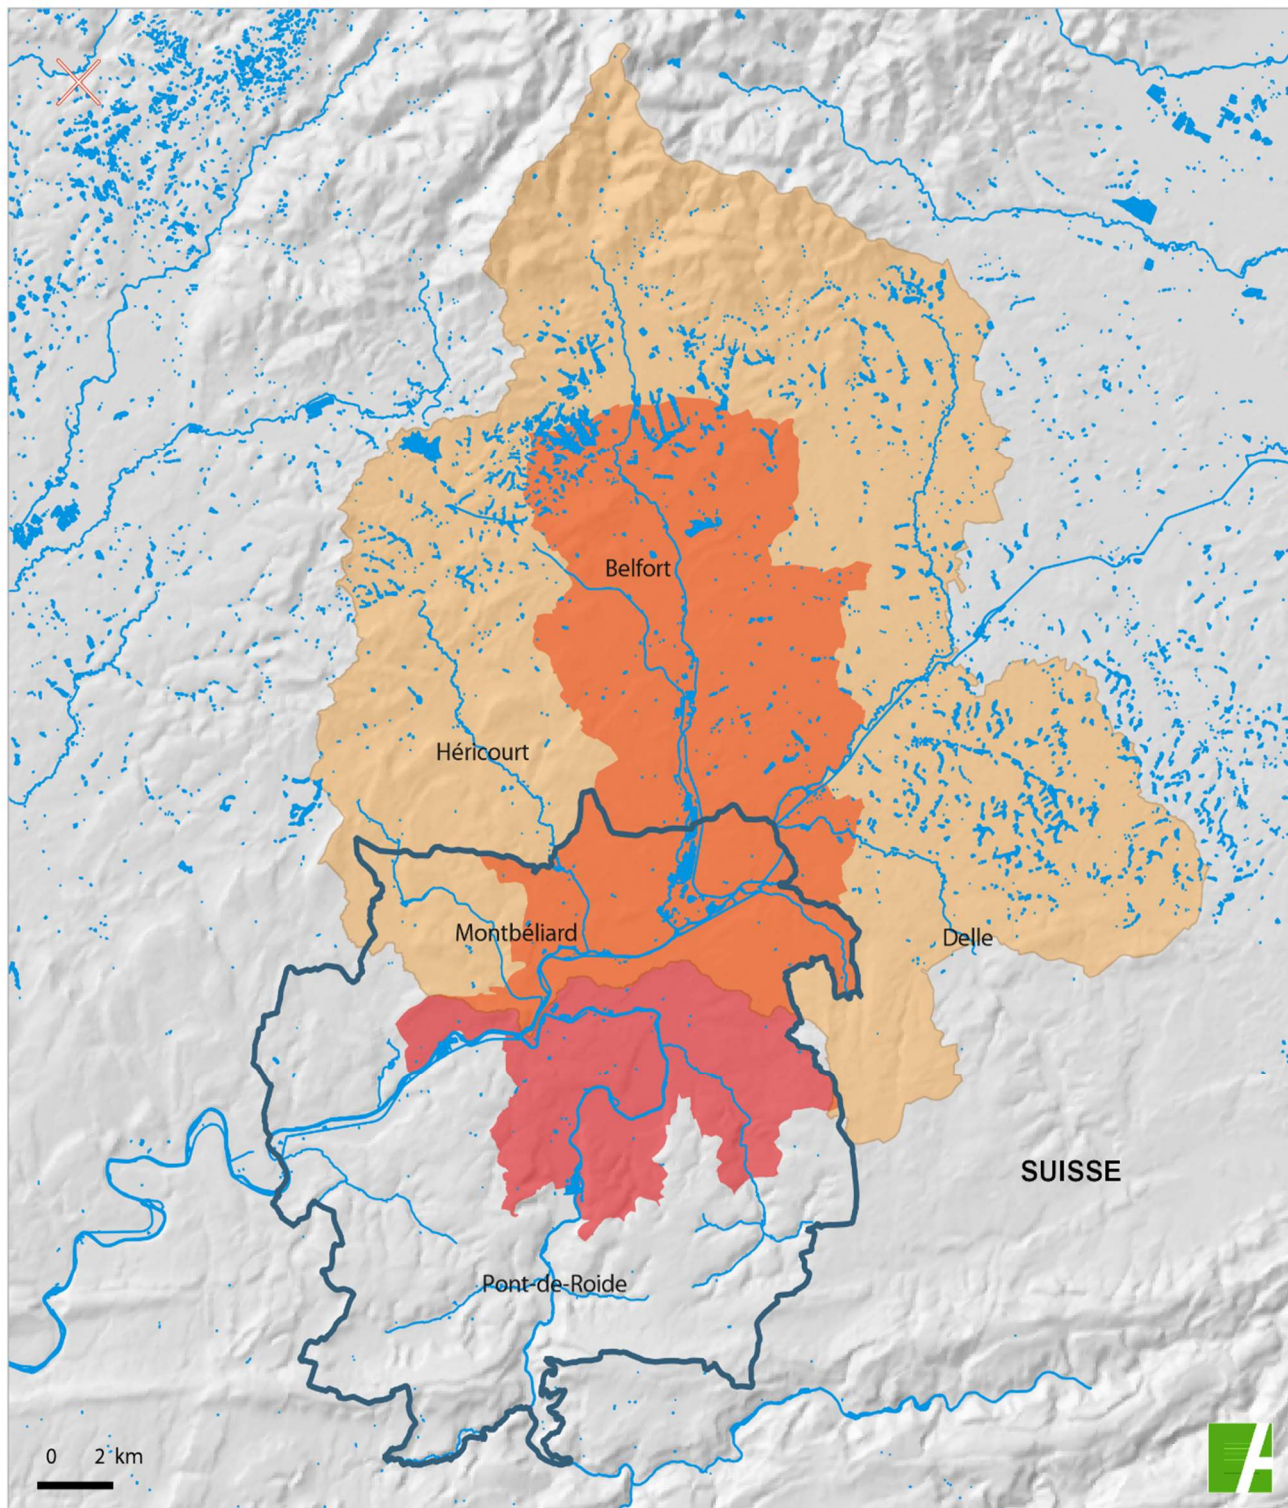 Belfort
Héricourt
Montbéliard
Delle
SUISSE
Pont-de-Roide
0 2 km